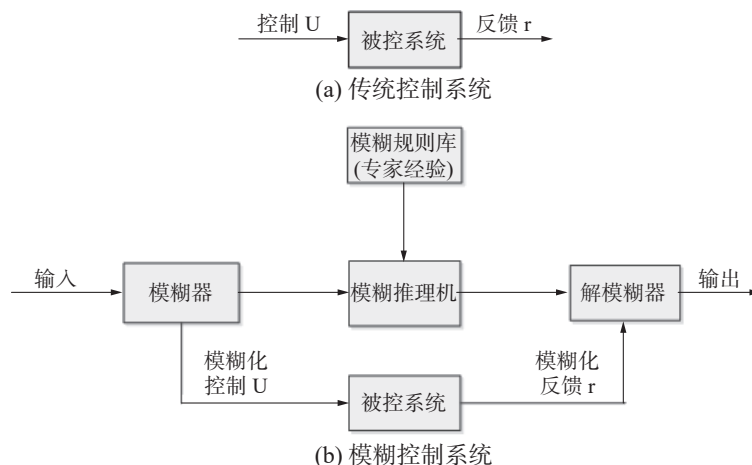 控制 U
被控系统
反馈 r
(a) 传统控制系统
模糊规则库
(专家经验)
输入
模糊器
模糊推理机
解模糊器
输出
模糊化
控制 U
被控系统
模糊化
反馈 r
(b) 模糊控制系统